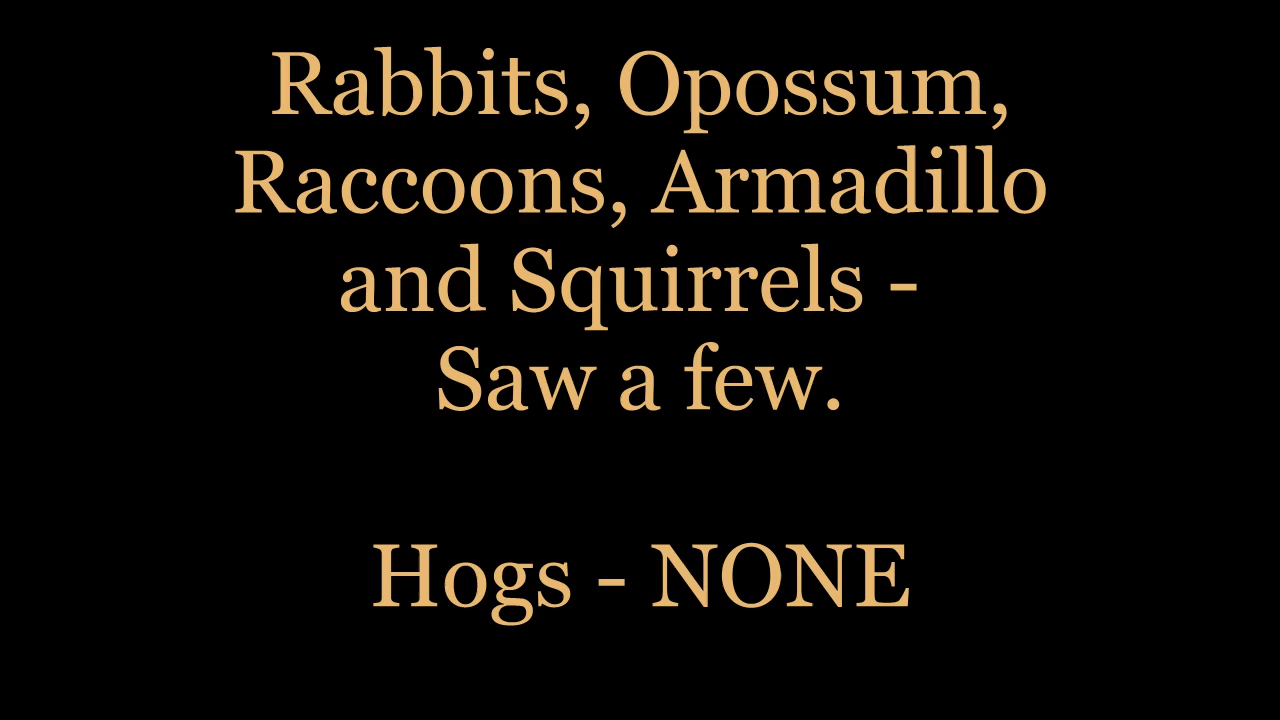 Rabbits, Opossum,
Raccoons, Armadillo
and Squirrels -
Saw a few.
Hogs - NONE